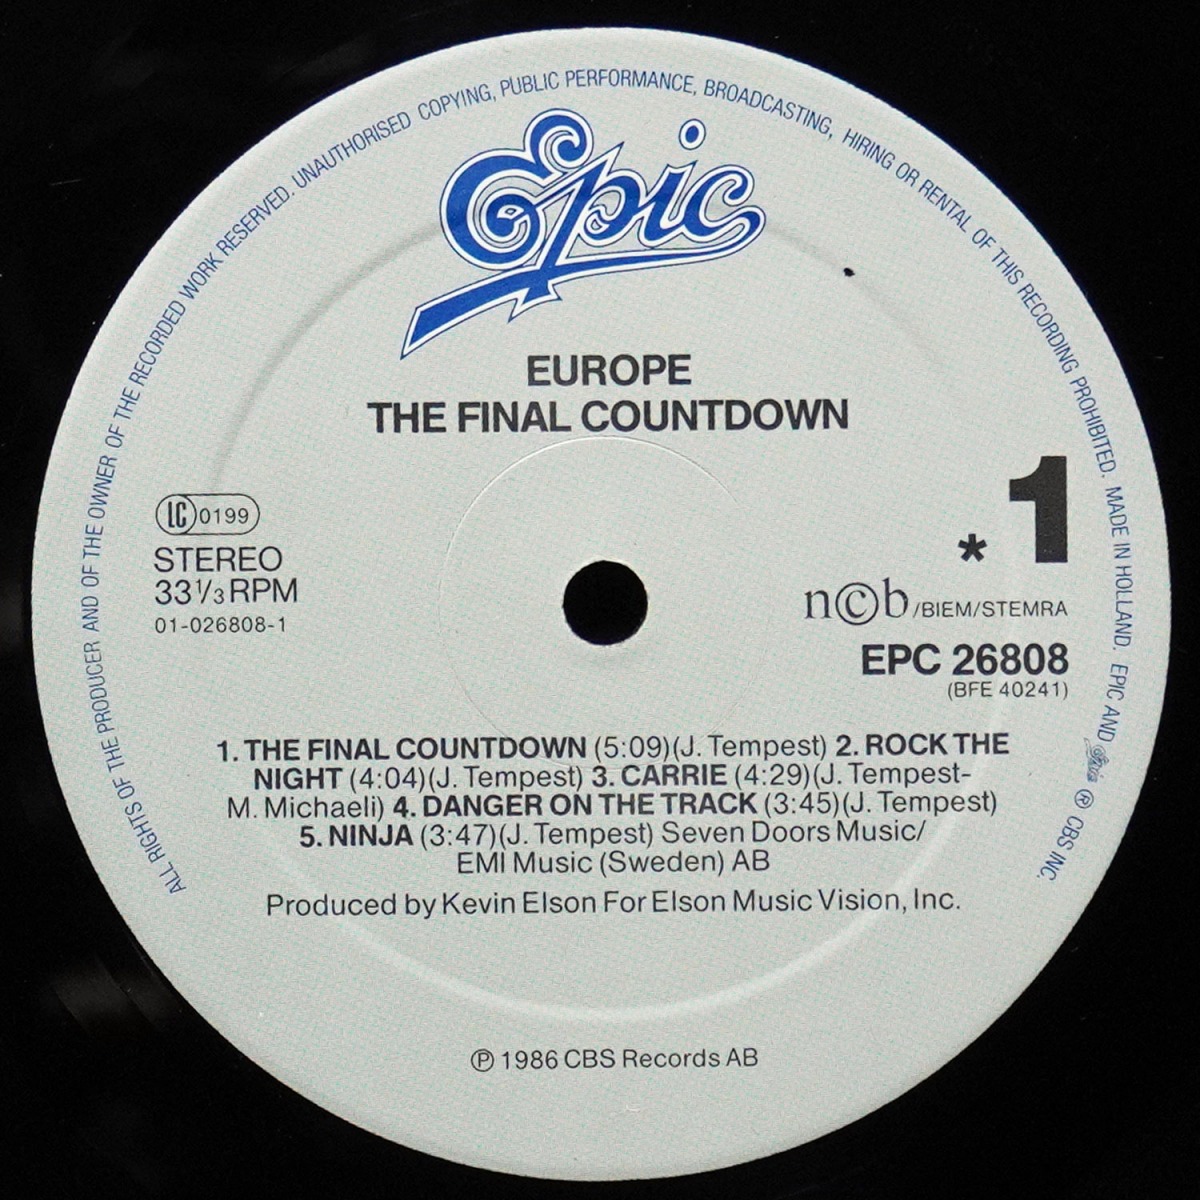 ALL RIGHTS OF THE PRODUCER AND OF THE OWNER OF THE RECORDED WORK RESERVED. UNAUTHORISED COPYING, PUBLIC PERFORMANCE, BROADCASTING, HIRING OR RENTAL OF THIS RECORDING PROHIBITED. MADE IN HOLLAND. EPIC AND Epic ® CBS INC.
Epic
EUROPE
THE FINAL COUNTDOWN
LC 0199
STEREO
33 1/3 RPM
01-026808-1
* 1
n©b/BIEM/STEMRA
EPC 26808
(BFE 40241)
1. THE FINAL COUNTDOWN (5:09)(J. Tempest) 2. ROCK THE
NIGHT (4:04)(J. Tempest) 3. CARRIE (4:29)(J. Tempest-
M. Michaeli) 4. DANGER ON THE TRACK (3:45)(J. Tempest)
5. NINJA (3:47)(J. Tempest) Seven Doors Music/
EMI Music (Sweden) AB
Produced by Kevin Elson For Elson Music Vision, Inc.
℗ 1986 CBS Records AB